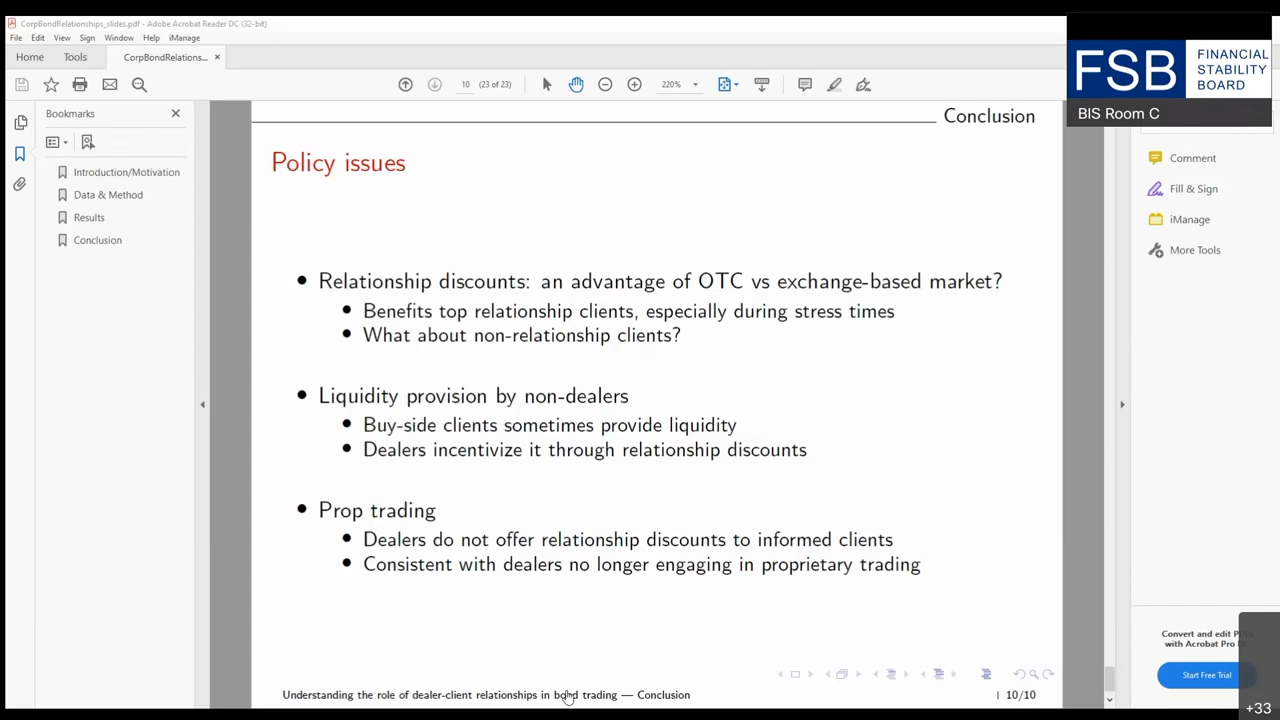 CorpBondRelationships_slides.pdf - Adobe Acrobat Reader DC (32-bit)
File Edit View Sign Window Help iManage
Home Tools CorpBondRelations... ×
10 (23 of 23) 220%
FSB FINANCIAL STABILITY BOARD
BIS Room C
Bookmarks
Introduction/Motivation
Data & Method
Results
Conclusion
Conclusion
Policy issues
• Relationship discounts: an advantage of OTC vs exchange-based market?
• Benefits top relationship clients, especially during stress times
• What about non-relationship clients?
• Liquidity provision by non-dealers
• Buy-side clients sometimes provide liquidity
• Dealers incentivize it through relationship discounts
• Prop trading
• Dealers do not offer relationship discounts to informed clients
• Consistent with dealers no longer engaging in proprietary trading
Understanding the role of dealer-client relationships in bond trading — Conclusion
10/10
Comment
Fill & Sign
iManage
More Tools
Convert and edit
with Acrobat Pro
Start Free Trial
+33